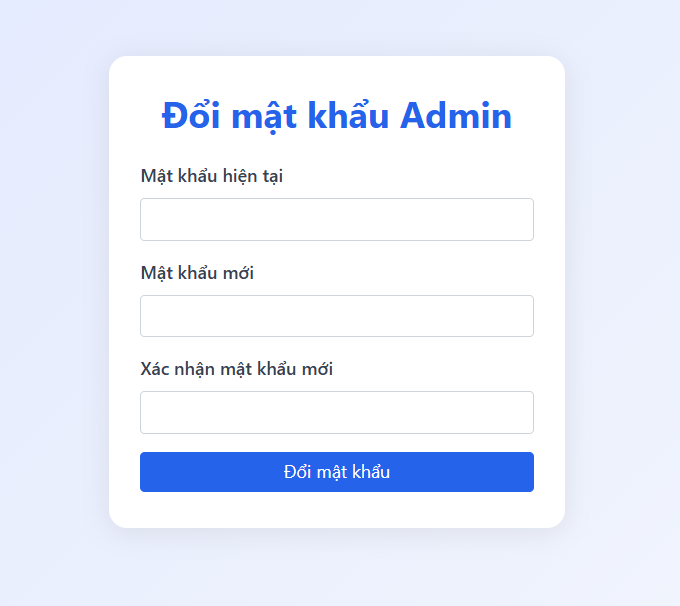 Đổi mật khẩu Admin
Mật khẩu hiện tại
Mật khẩu mới
Xác nhận mật khẩu mới
Đổi mật khẩu